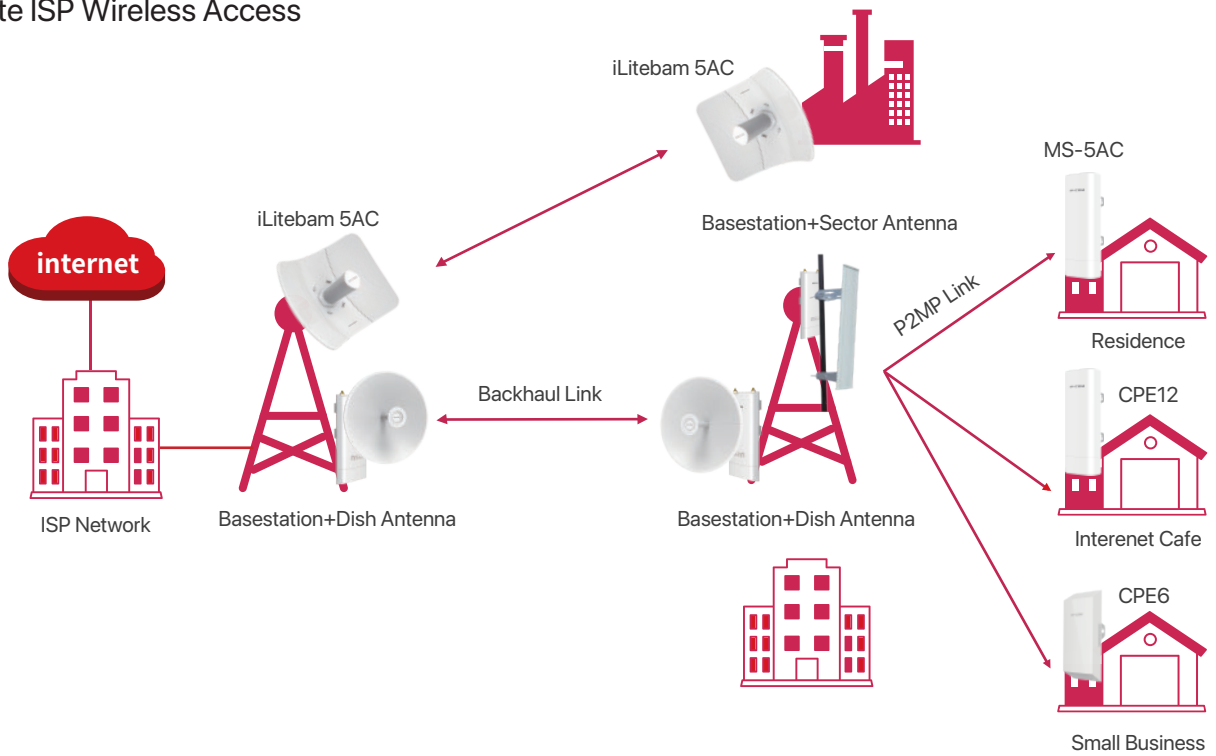 te ISP Wireless Access
iLitebam 5AC
MS-5AC
iLitebam 5AC
Basestation+Sector Antenna
internet
P2MP Link
Residence
Backhaul Link
CPE12
ISP Network
Basestation+Dish Antenna
Basestation+Dish Antenna
Interenet Cafe
CPE6
Small Business